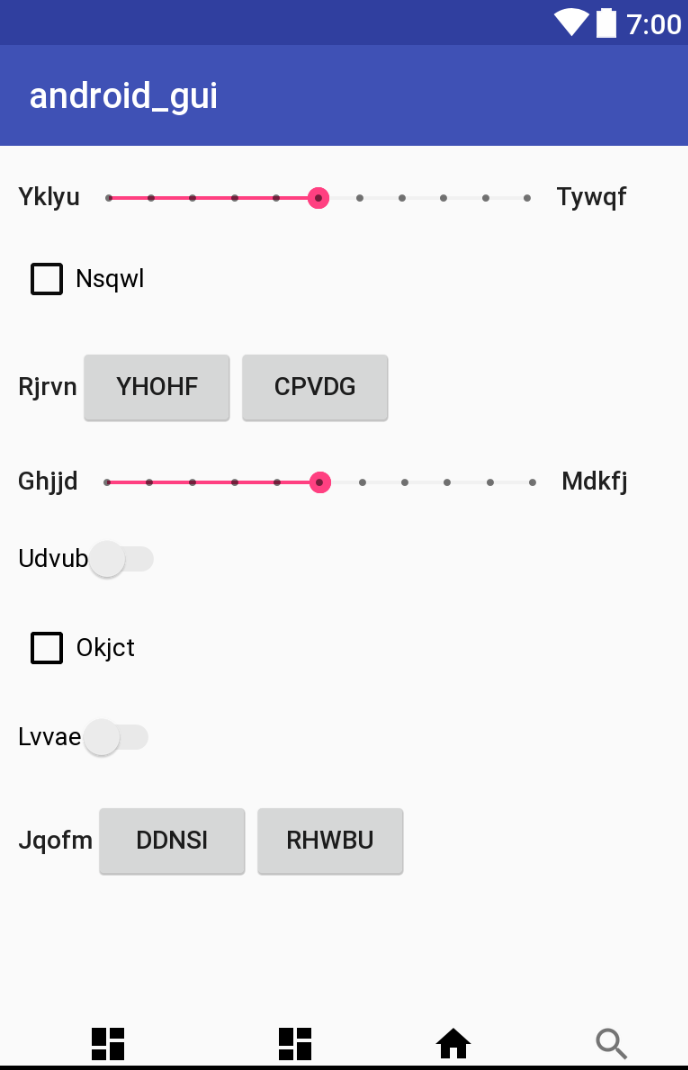 7:00
android_gui
Yklyu Tywqf
Nsqwl
Rjrvn YHOHF CPVDG
Ghjjd Mdkfj
Udvub
Okjct
Lvvae
Jqofm DDNSI RHWBU